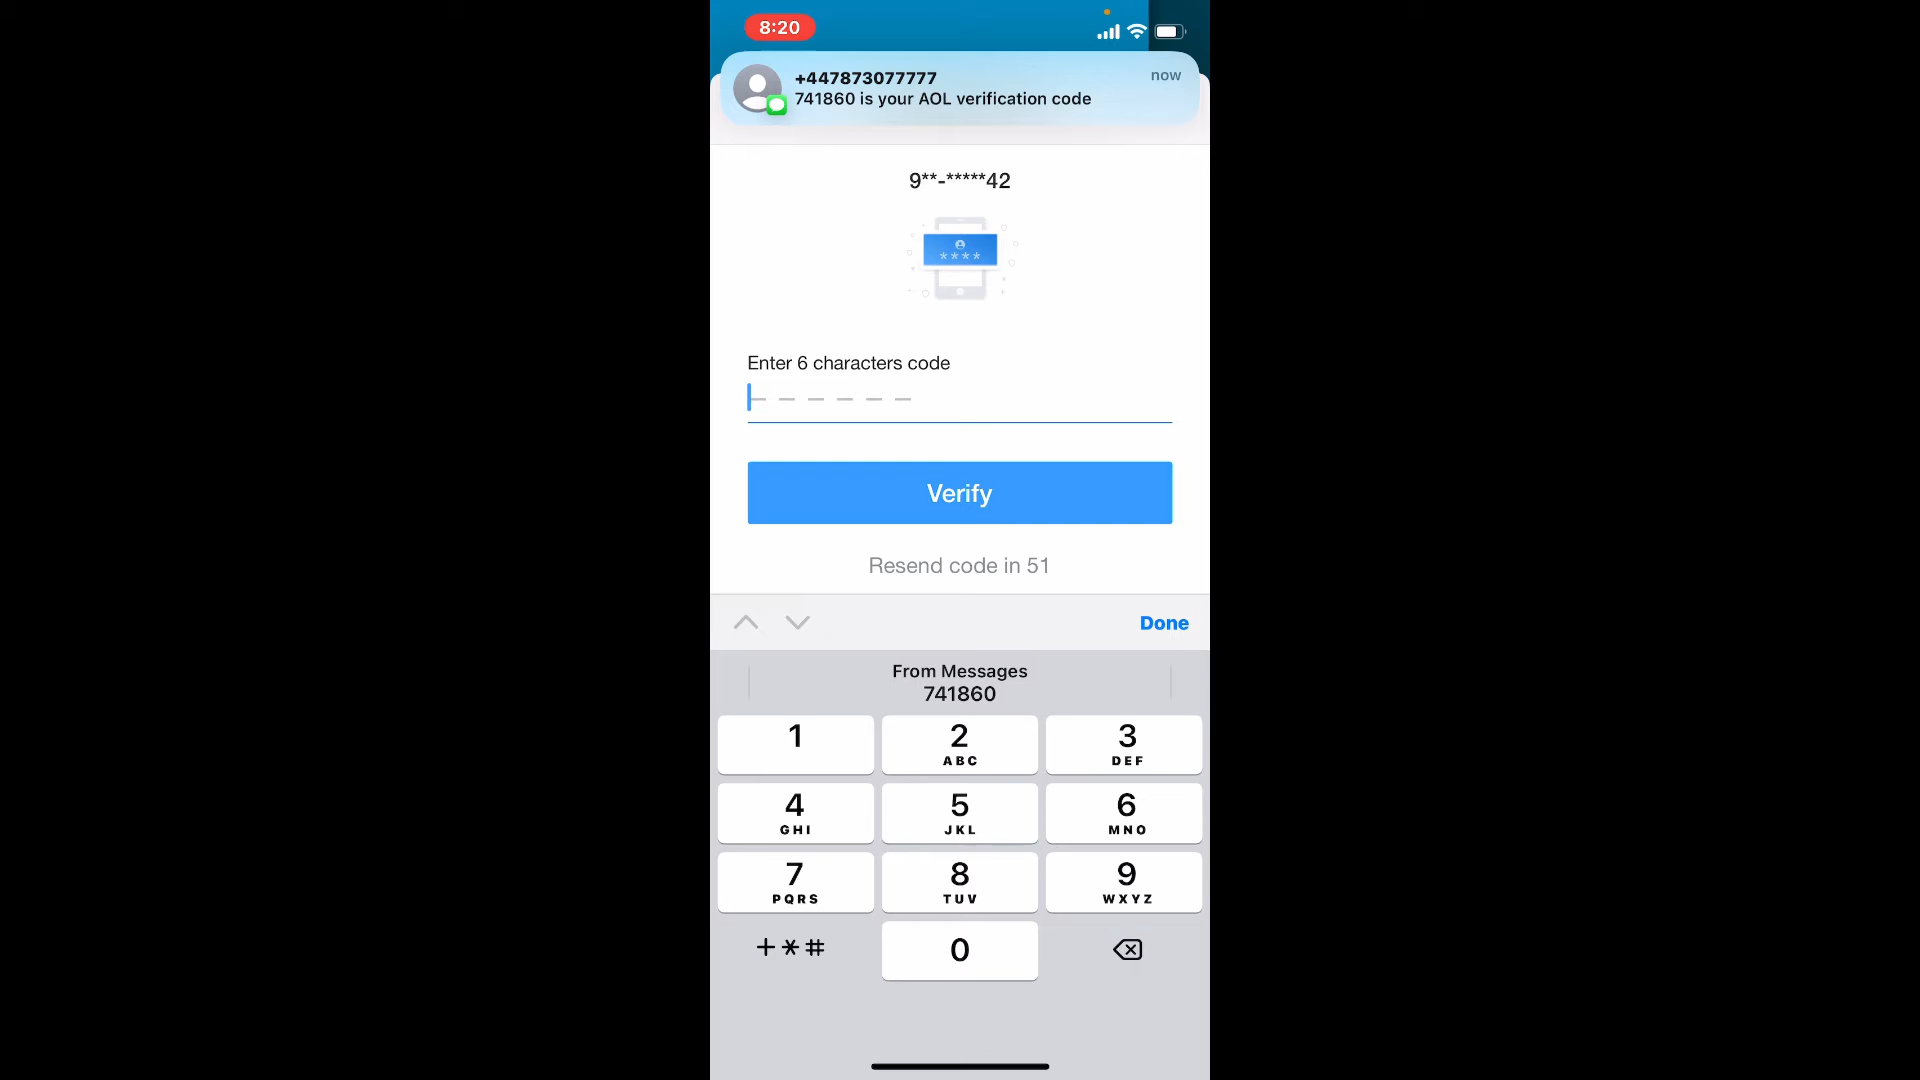 8:20
+447873077777
now
741860 is your AOL verification code
9**-*****42
****
Enter 6 characters code
Verify
Resend code in 51
Done
From Messages
741860
1
2
ABC
3
DEF
4
GHI
5
JKL
6
MNO
7
PQRS
8
TUV
9
WXYZ
+*#
0